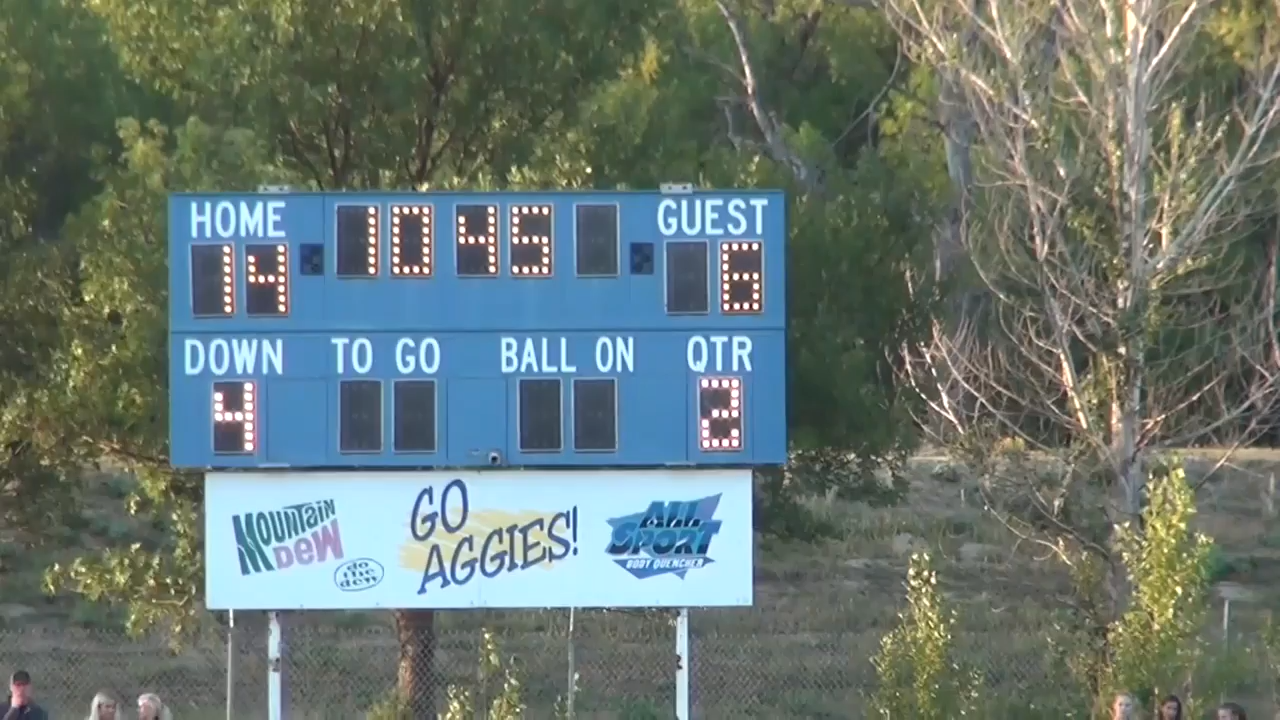 HOME 10 45 GUEST
14 6
DOWN TO GO BALL ON QTR
4 2
MOUNTAIN DEW
do the dew
GO AGGIES!
ALL SPORT
BODY QUENCHER